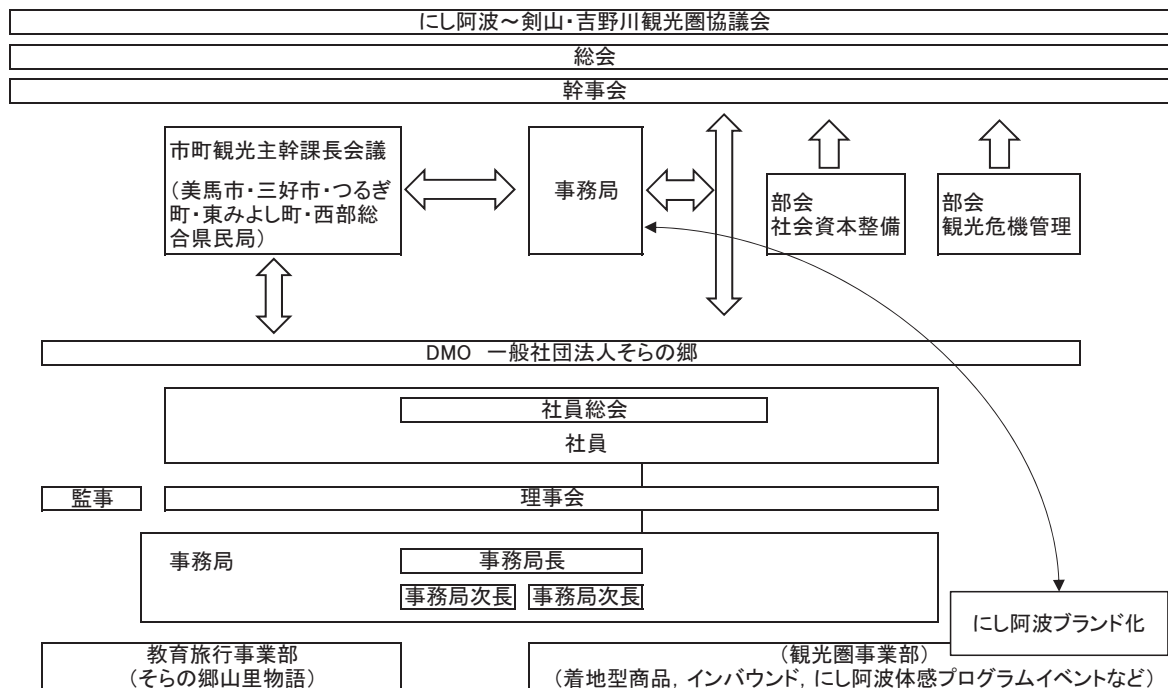 にし阿波～剣山・吉野川観光圏協議会
総会
幹事会
市町観光主幹課長会議
（美馬市・三好市・つるぎ
町・東みよし町・西部総
合県民局）
事務局
部会
社会資本整備
部会
観光危機管理
DMO　一般社団法人そらの郷
社員総会
社員
監事
理事会
事務局
事務局長
事務局次長
事務局次長
にし阿波ブランド化
教育旅行事業部
（そらの郷山里物語）
（観光圏事業部）
（着地型商品，インバウンド，にし阿波体感プログラムイベントなど）